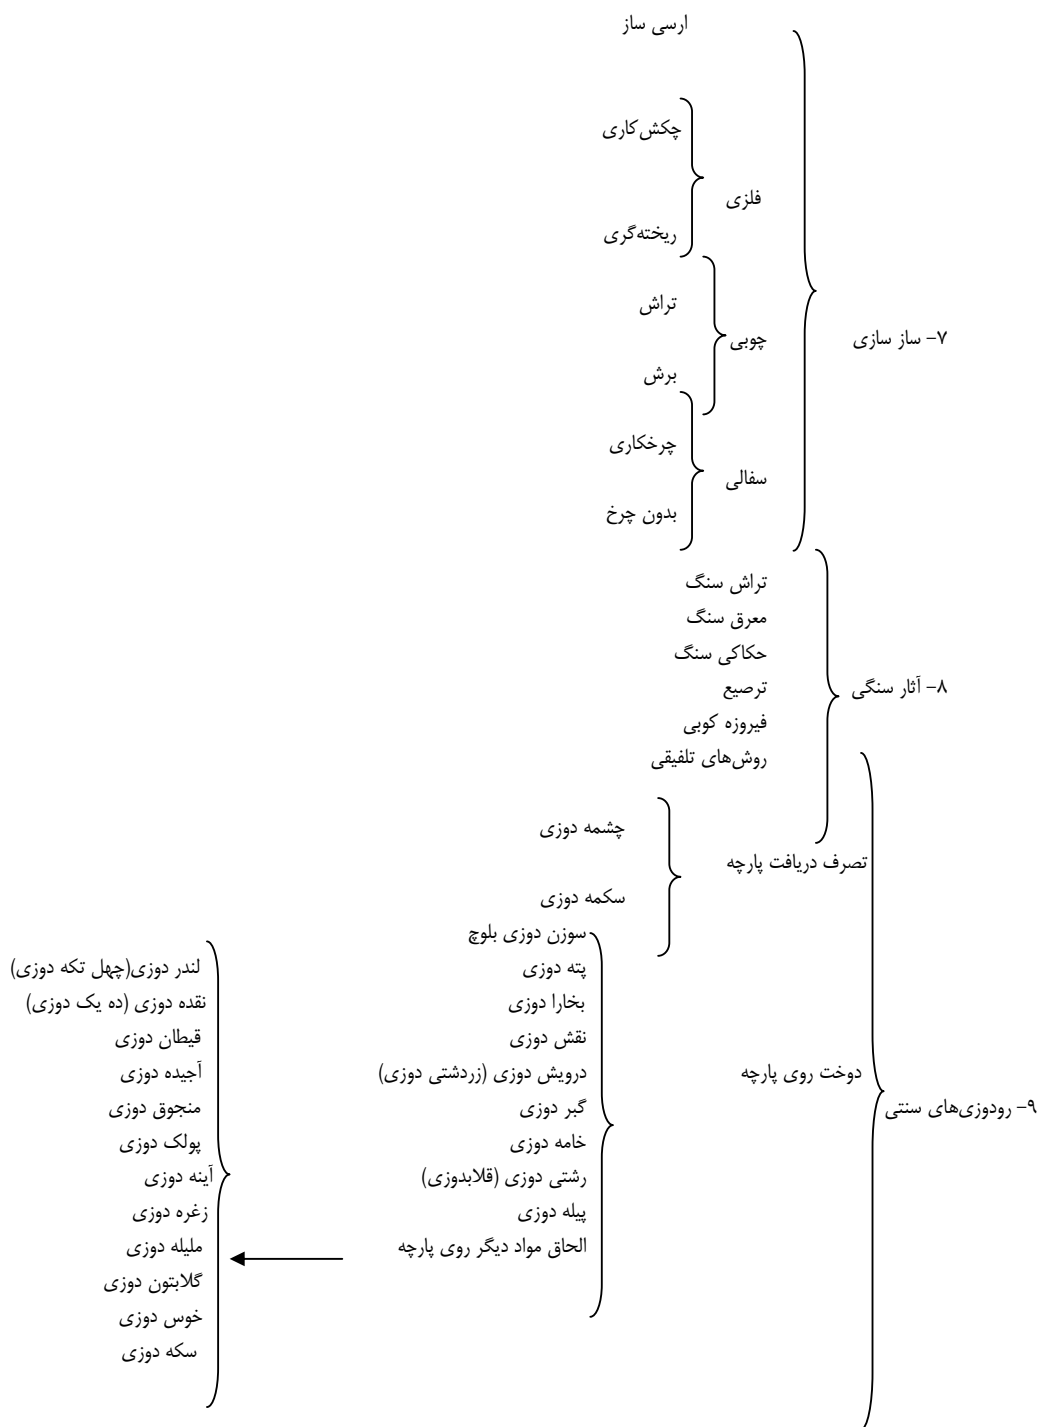 ارسی ساز
چکش‌کاری
فلزی
ریخته‌گری
تراش
۷- ساز سازی
چوبی
برش
چرخکاری
سفالی
بدون چرخ
تراش سنگ
معرق سنگ
حکاکی سنگ
۸- آثار سنگی
ترصیع
فیروزه کوبی
روش‌های تلفیقی
چشمه دوزی
تصرف دریافت پارچه
سکمه دوزی
سوزن دوزی بلوچ
پته دوزی
بخارا دوزی
نقش دوزی
دوخت روی پارچه
درویش دوزی (زردشتی دوزی)
۹- رودوزی‌های سنتی
گبر دوزی
خامه دوزی
رشتی دوزی (قلابدوزی)
پیله دوزی
الحاق مواد دیگر روی پارچه
لندر دوزی(چهل تکه دوزی)
نقده دوزی (ده یک دوزی)
قیطان دوزی
آجیده دوزی
منجوق دوزی
پولک دوزی
آینه دوزی
زغره دوزی
ملیله دوزی
گلابتون دوزی
خوس دوزی
سکه دوزی